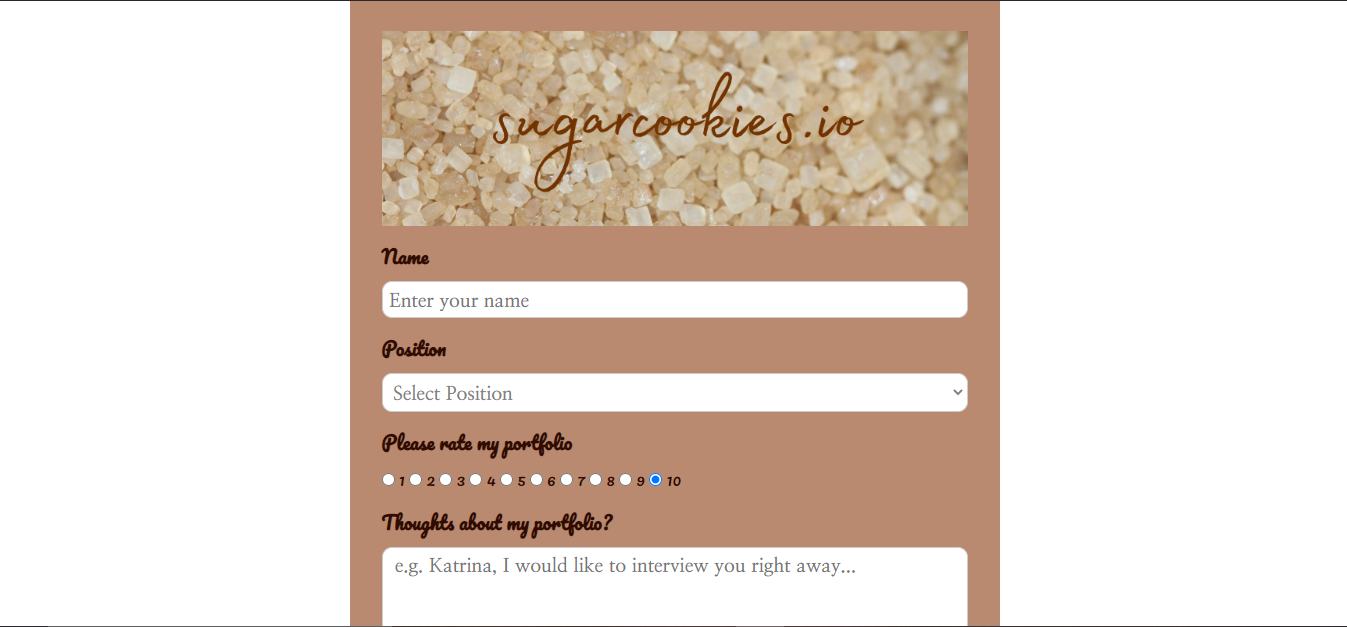 sugarcookies.io
Name
Enter your name
Position
Select Position
Please rate my portfolio
1 2 3 4 5 6 7 8 9 10
Thoughts about my portfolio?
e.g. Katrina, I would like to interview you right away...